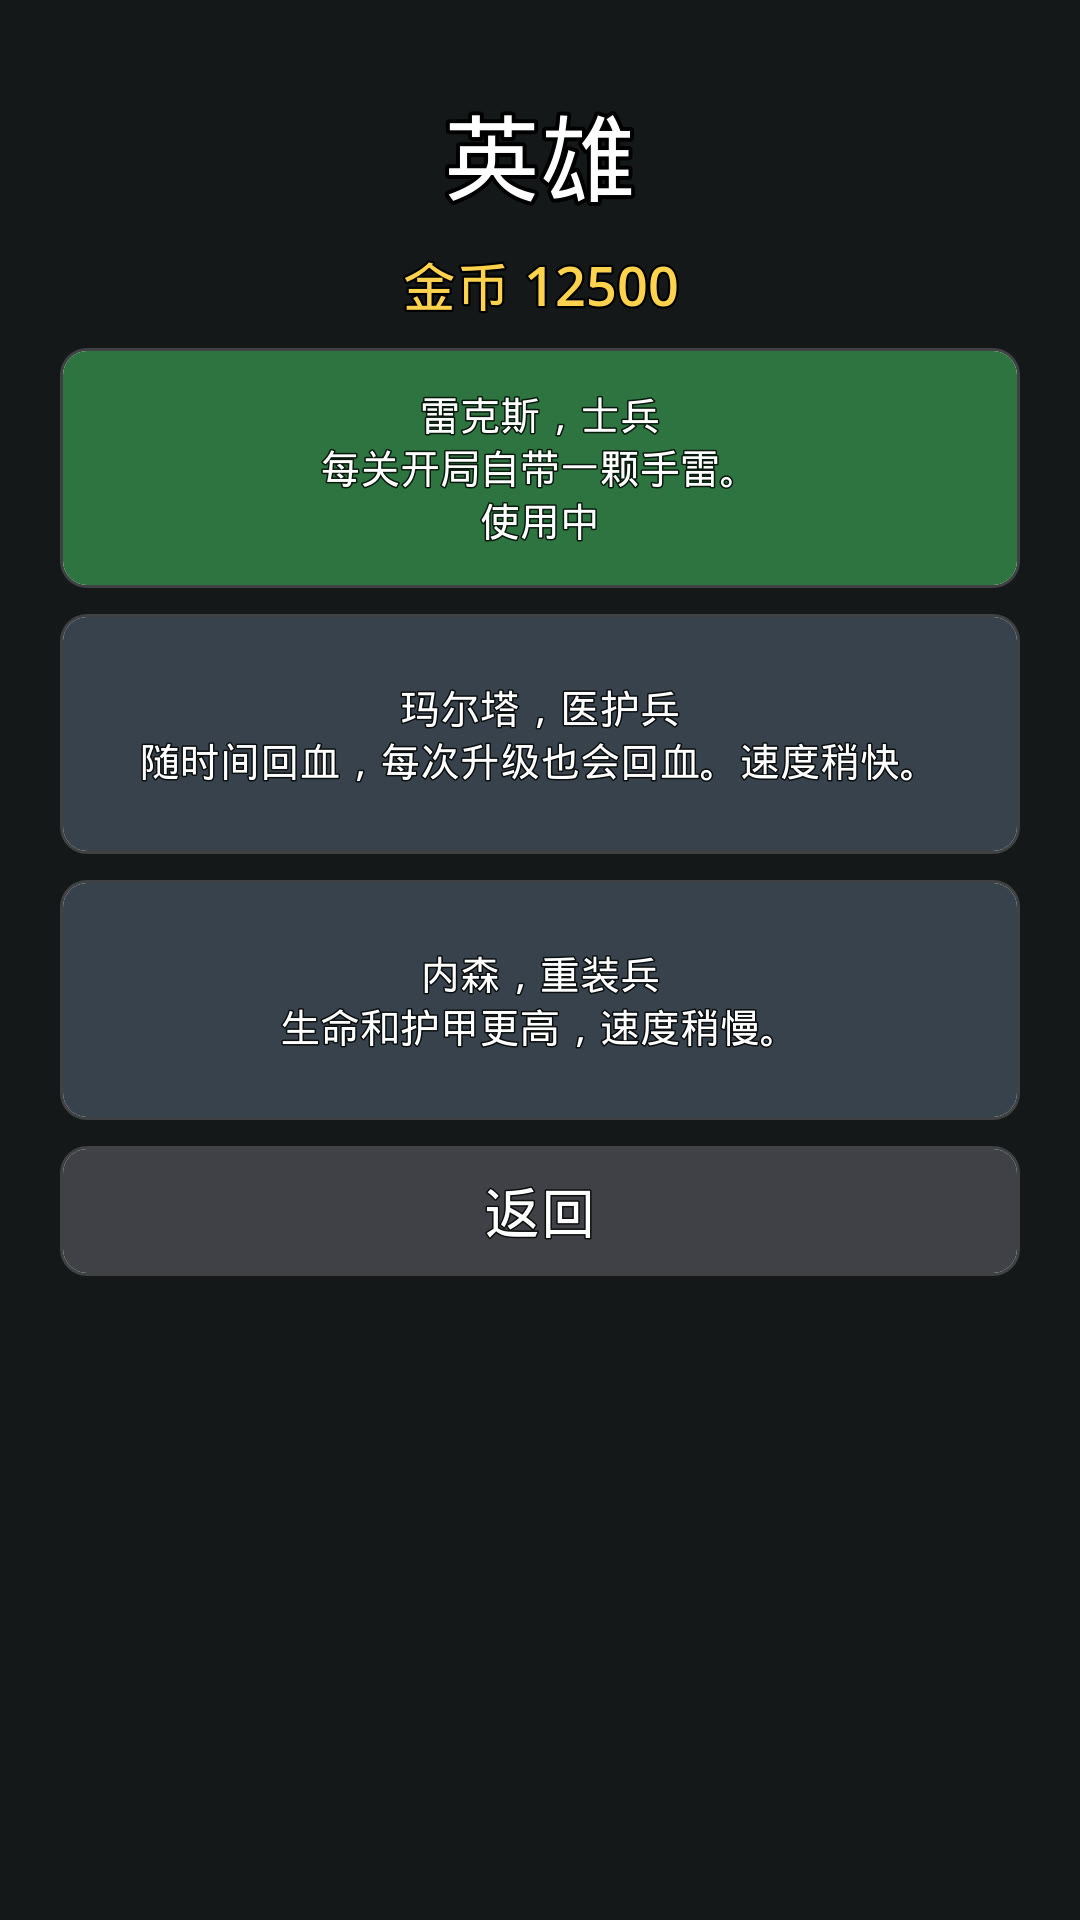 英雄
金币 12500
雷克斯，士兵
每关开局自带一颗手雷。
使用中
玛尔塔，医护兵
随时间回血，每次升级也会回血。速度稍快。
内森，重装兵
生命和护甲更高，速度稍慢。
返回